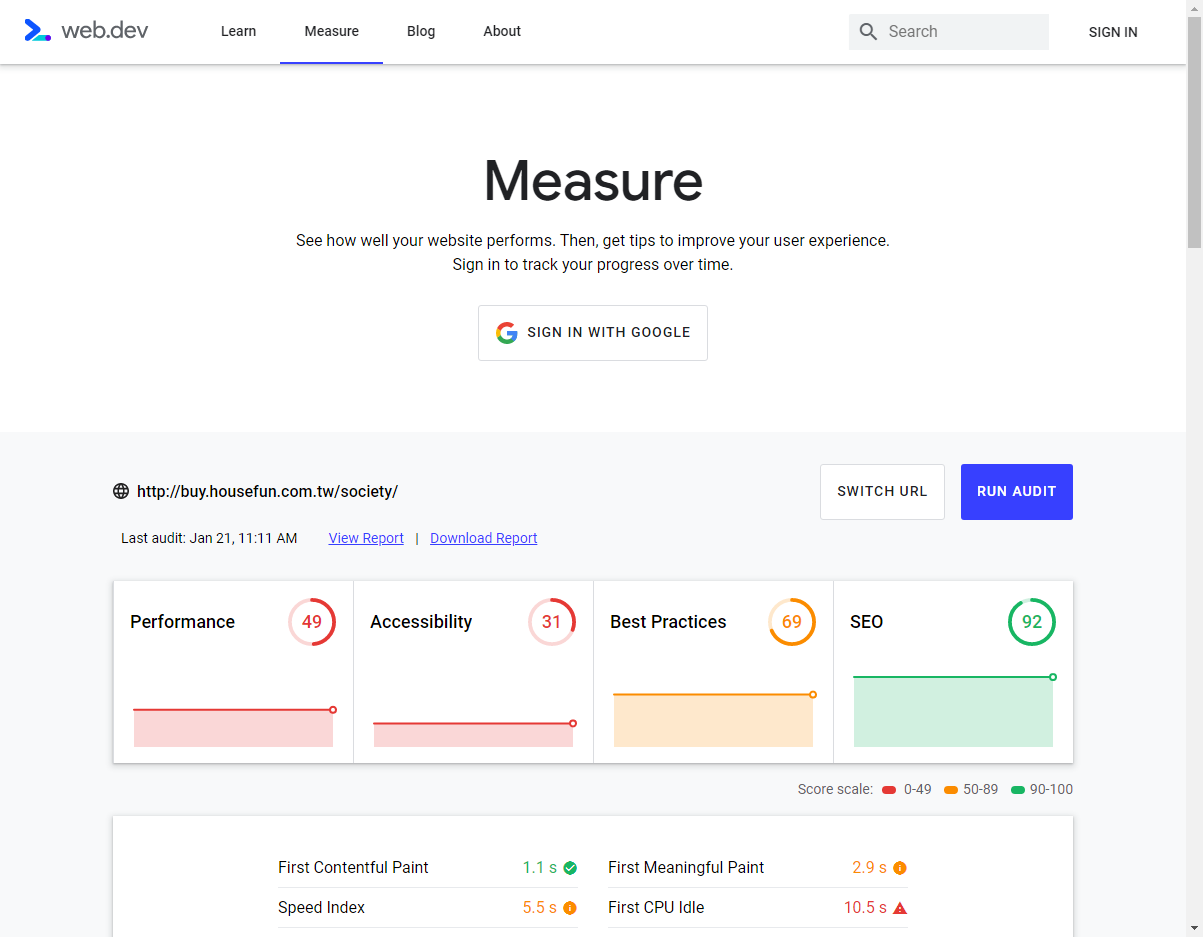 web.dev Learn Measure Blog About Search SIGN IN
Measure
See how well your website performs. Then, get tips to improve your user experience.
Sign in to track your progress over time.
SIGN IN WITH GOOGLE
http://buy.housefun.com.tw/society/ SWITCH URL RUN AUDIT
Last audit: Jan 21, 11:11 AM View Report | Download Report
Performance 49 Accessibility 31 Best Practices 69 SEO 92
Score scale: 0-49 50-89 90-100
First Contentful Paint 1.1 s First Meaningful Paint 2.9 s
Speed Index 5.5 s First CPU Idle 10.5 s